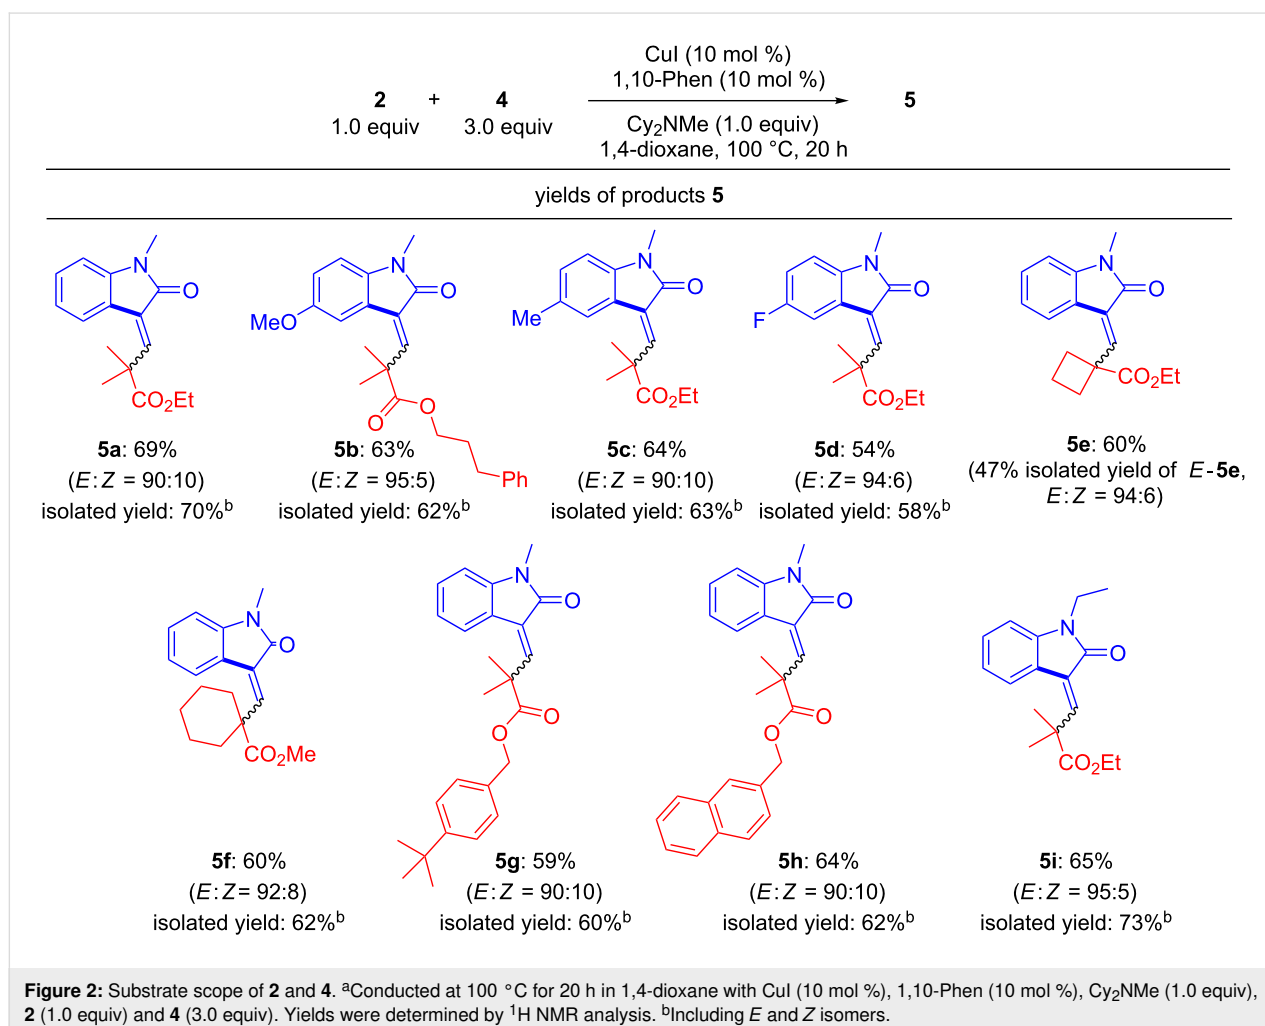 CuI (10 mol %)
1,10-Phen (10 mol %)
2 + 4 5
1.0 equiv 3.0 equiv
Cy2NMe (1.0 equiv)
1,4-dioxane, 100 °C, 20 h
yields of products 5
N
O
CO2Et
5a: 69%
(E:Z = 90:10)
isolated yield: 70%b
N
O
MeO
O
O
Ph
5b: 63%
(E:Z = 95:5)
isolated yield: 62%b
N
O
Me
CO2Et
5c: 64%
(E:Z = 90:10)
isolated yield: 63%b
N
O
F
CO2Et
5d: 54%
(E:Z = 94:6)
isolated yield: 58%b
N
O
CO2Et
5e: 60%
(47% isolated yield of E-5e,
E:Z = 94:6)
N
O
CO2Me
5f: 60%
(E:Z= 92:8)
isolated yield: 62%b
N
O
O
O
5g: 59%
(E:Z = 90:10)
isolated yield: 60%b
N
O
O
O
5h: 64%
(E:Z = 90:10)
isolated yield: 62%b
N
O
CO2Et
5i: 65%
(E:Z = 95:5)
isolated yield: 73%b
Figure 2: Substrate scope of 2 and 4. aConducted at 100 °C for 20 h in 1,4-dioxane with CuI (10 mol %), 1,10-Phen (10 mol %), Cy2NMe (1.0 equiv),
2 (1.0 equiv) and 4 (3.0 equiv). Yields were determined by 1H NMR analysis. bIncluding E and Z isomers.